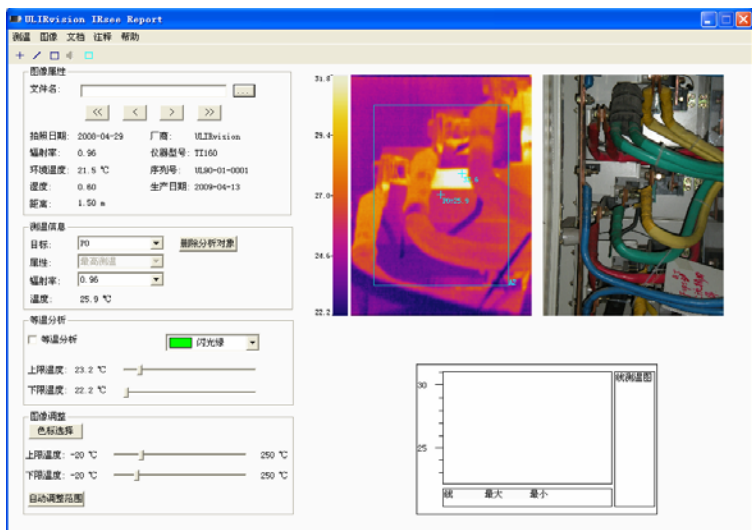 ULIRvision IRsee Report
测温 图像 文档 注释 帮助
图像属性
文件名: ...
<< < > >>
拍照日期: 2008-04-29 厂商: ULIRvision
辐射率: 0.96 仪器型号: TI160
环境温度: 21.5 ℃ 序列号: UL90-01-0001
湿度: 0.60 生产日期: 2009-04-13
距离: 1.50 m
测温信息
目标: P0 删除分析对象
属性: 最高测温
辐射率: 0.96
温度: 25.9 ℃
等温分析
等温分析 闪光绿
上限温度: 23.2 ℃
下限温度: 22.2 ℃
图像调整
色标选择
上限温度: -20 ℃ 250 ℃
下限温度: -20 ℃ 250 ℃
自动调整范围
31.8
29.4
27.0
24.6
22.2
P0:25.9
30
25
线测温图
线 最大 最小